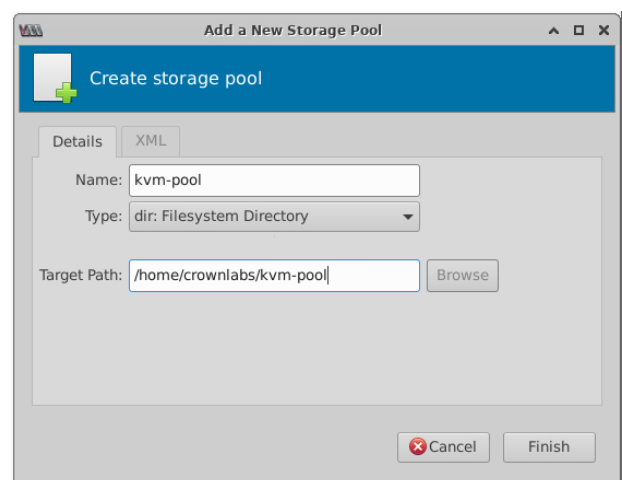 Add a New Storage Pool
Create storage pool
Details XML
Name: kvm-pool
Type: dir: Filesystem Directory
Target Path: /home/crownlabs/kvm-pool Browse
Cancel Finish